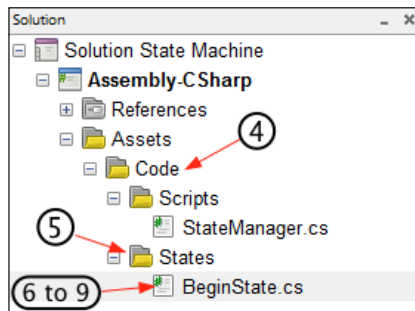 Solution
Solution State Machine
Assembly-CSharp
References
Assets
4
Code
Scripts
StateManager.cs
5
States
6 to 9
BeginState.cs